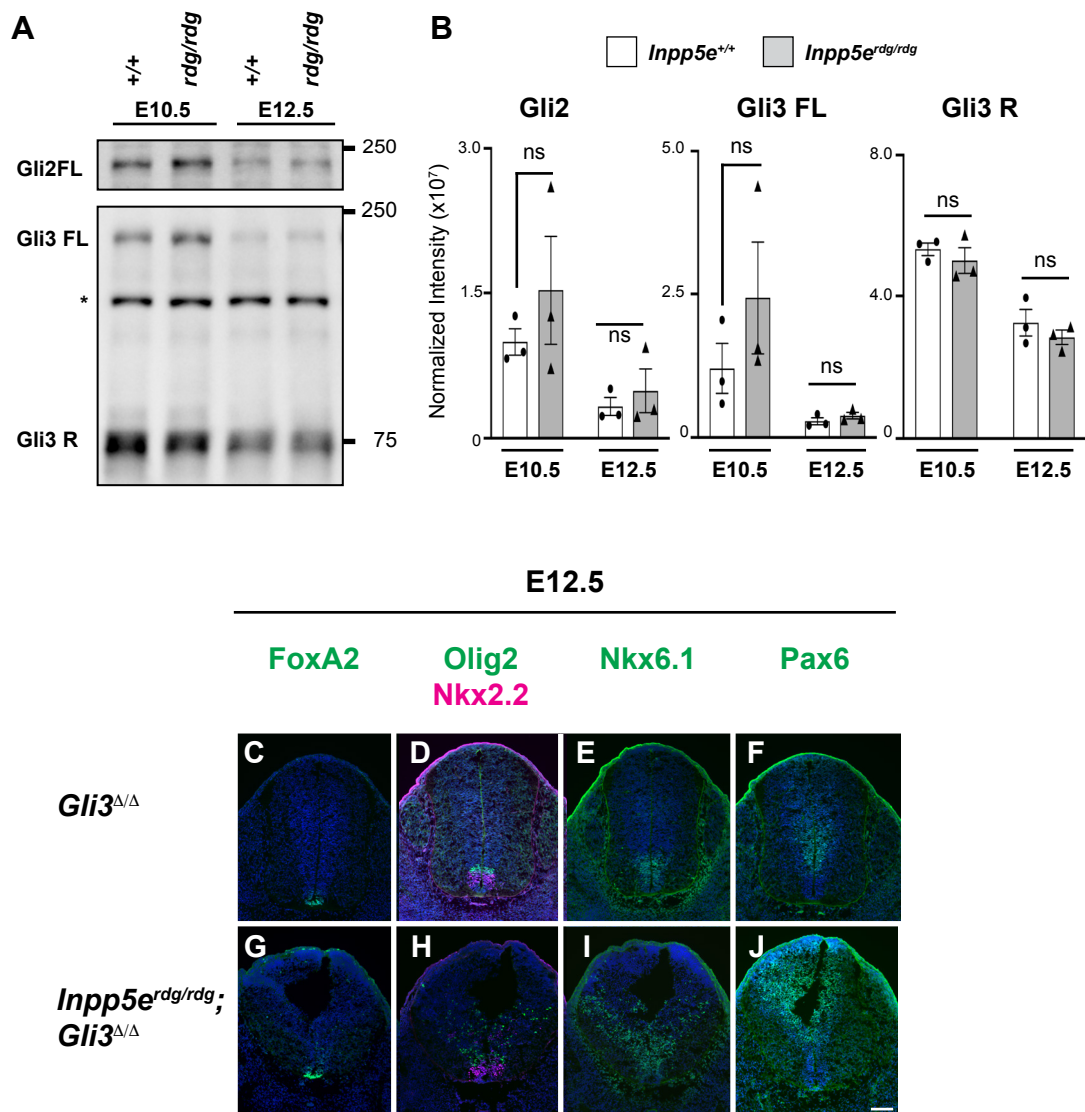 A
+/+
rdg/rdg
+/+
rdg/rdg
E10.5
E12.5
Gli2FL
250
250
Gli3 FL
*
Gli3 R
75
B
Inpp5e+/+
Inpp5erdg/rdg
Gli2
Gli3 FL
Gli3 R
Normalized Intensity (x10⁷)
3.0
1.5
0
ns
ns
E10.5
E12.5
5.0
2.5
0
ns
ns
E10.5
E12.5
8.0
4.0
0
ns
ns
E10.5
E12.5
E12.5
FoxA2
Olig2
Nkx2.2
Nkx6.1
Pax6
Gli3Δ/Δ
C
D
E
F
Inpp5erdg/rdg;
Gli3Δ/Δ
G
H
I
J